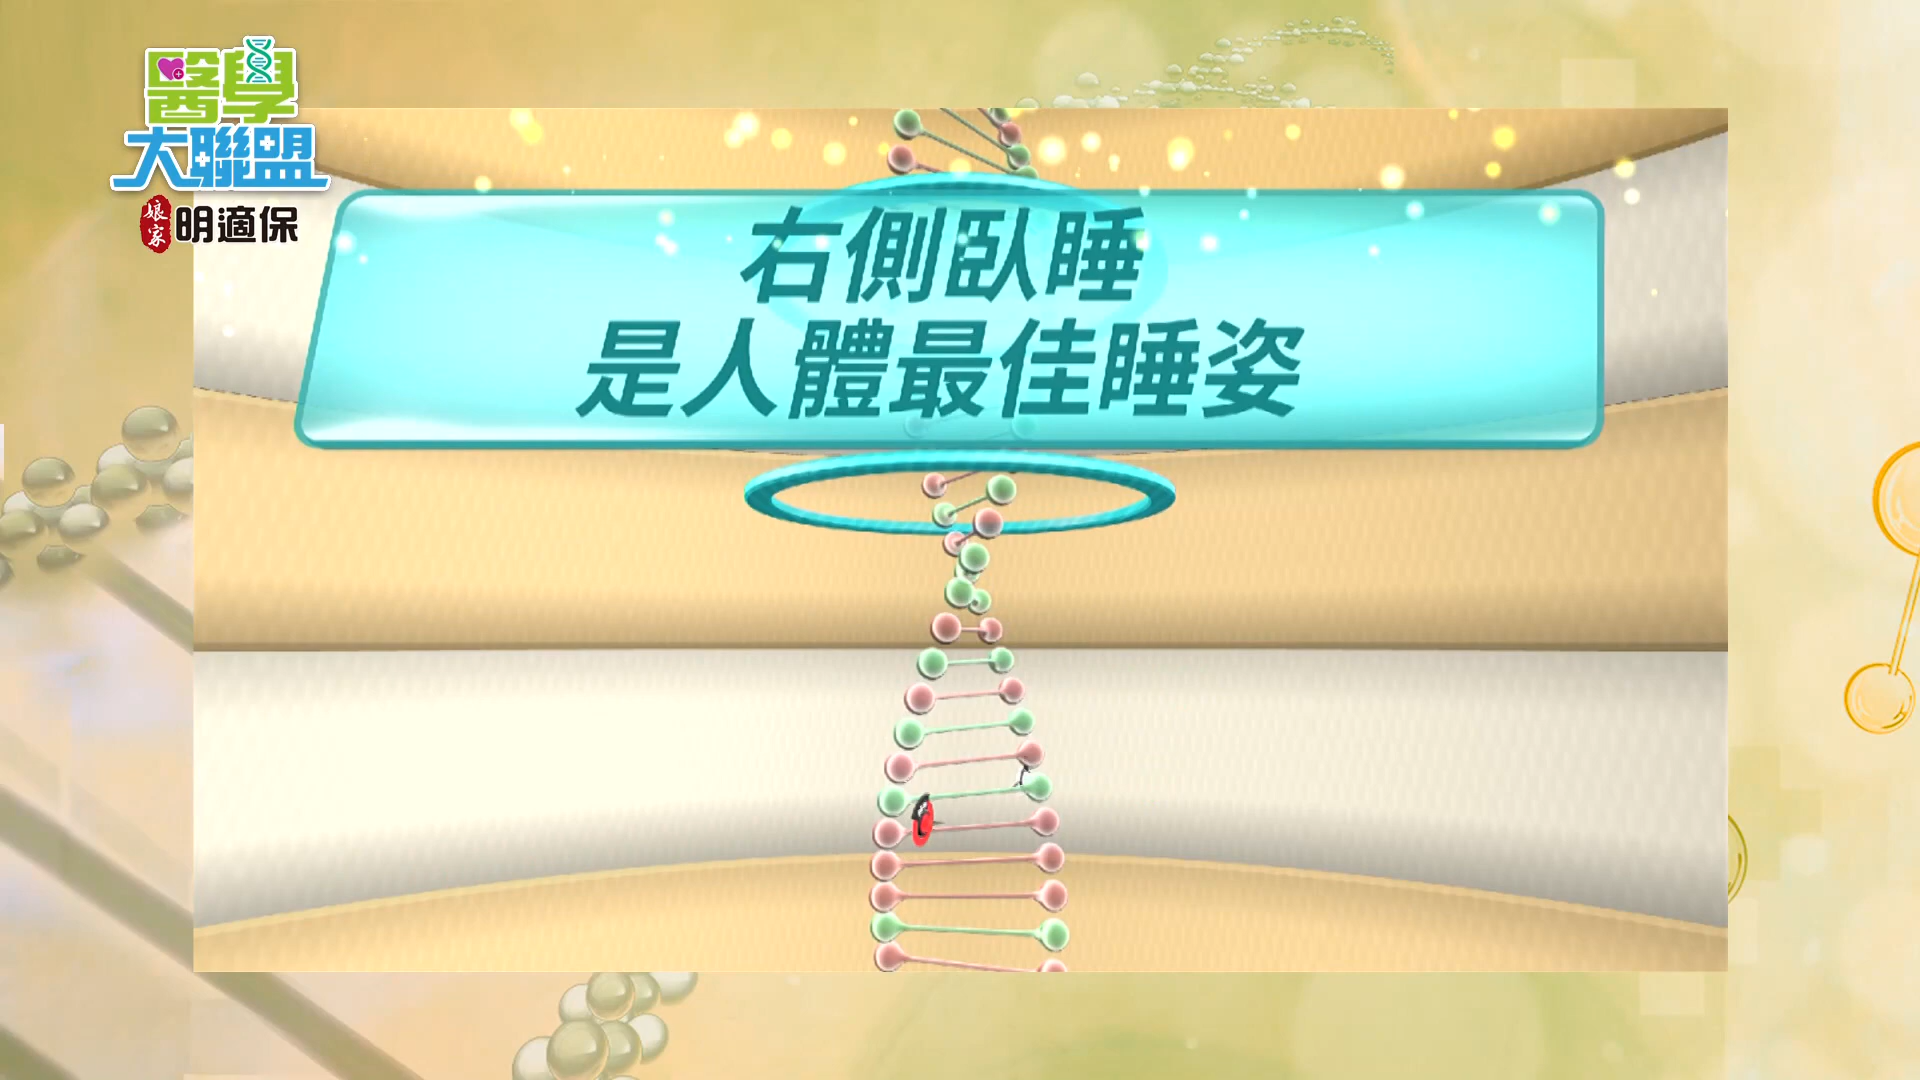 醫學
大聯盟
娘家
明適保
右側臥睡
是人體最佳睡姿